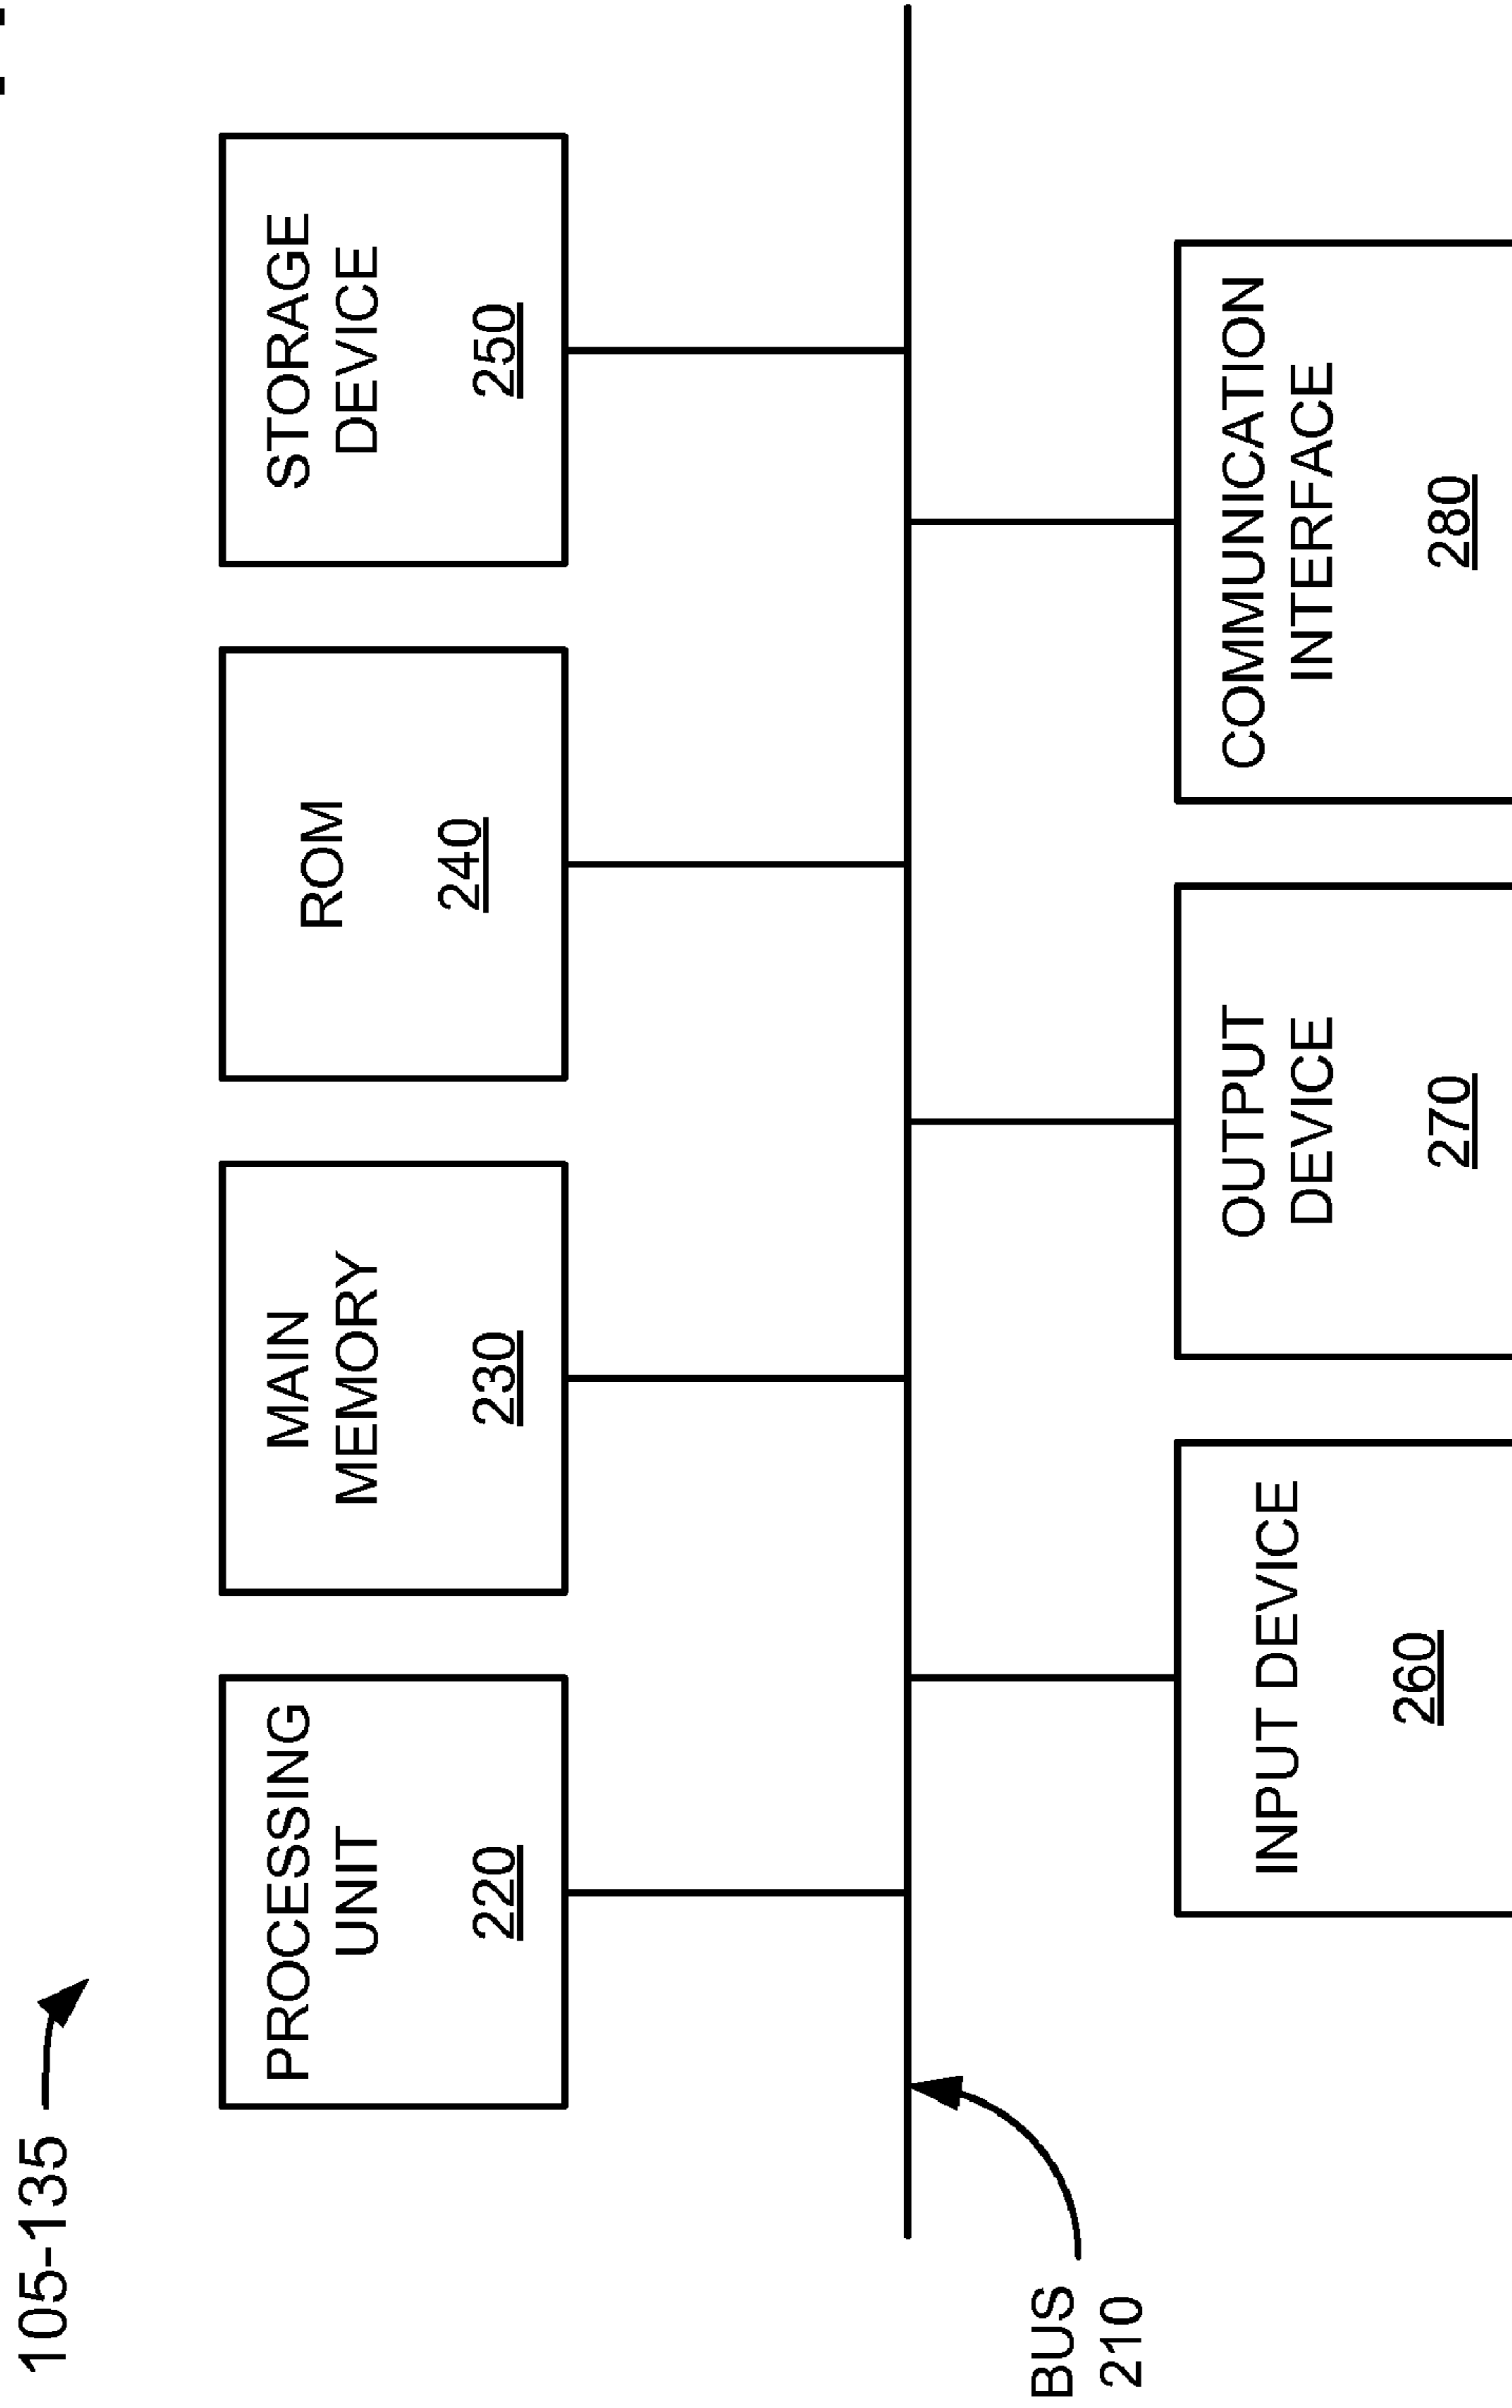 105-135
PROCESSING
UNIT
220
MAIN
MEMORY
230
ROM
240
STORAGE
DEVICE
250
BUS
210
INPUT DEVICE
260
OUTPUT
DEVICE
270
COMMUNICATION
INTERFACE
280